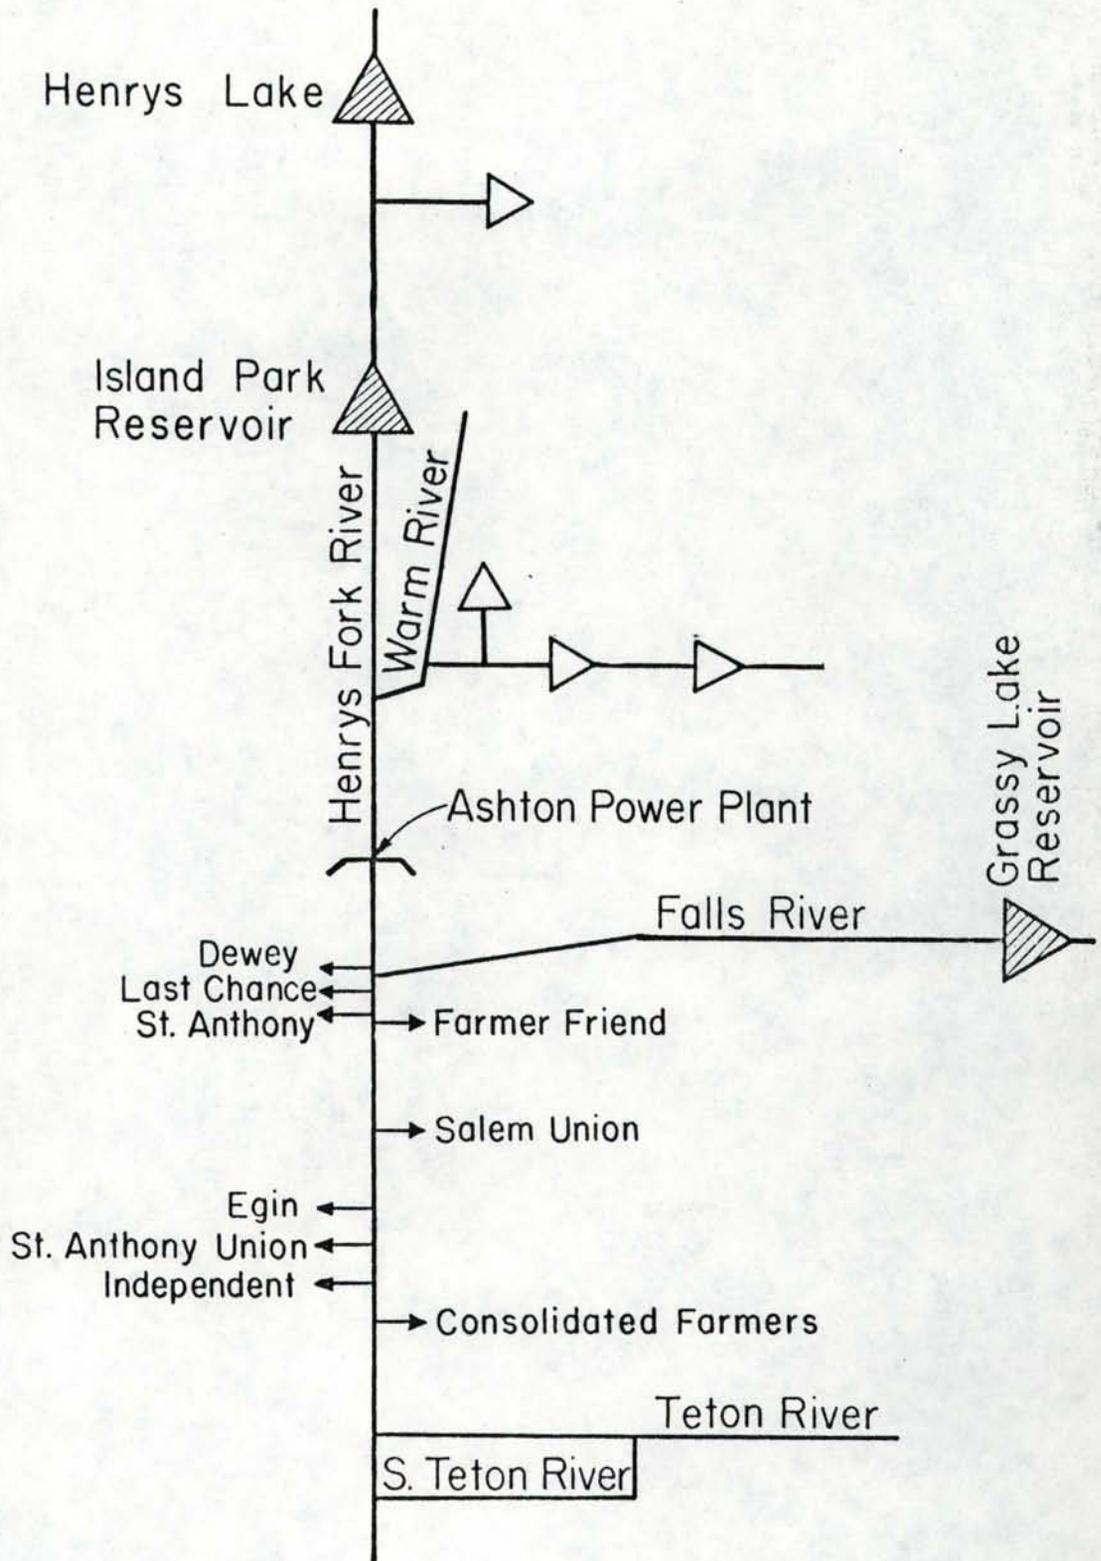 Henrys Lake
Island Park
Reservoir
Henrys Fork River
Warm River
Ashton Power Plant
Grassy Lake
Reservoir
Falls River
Dewey
Last Chance
St. Anthony
Farmer Friend
Salem Union
Egin
St. Anthony Union
Independent
Consolidated Farmers
Teton River
S. Teton River